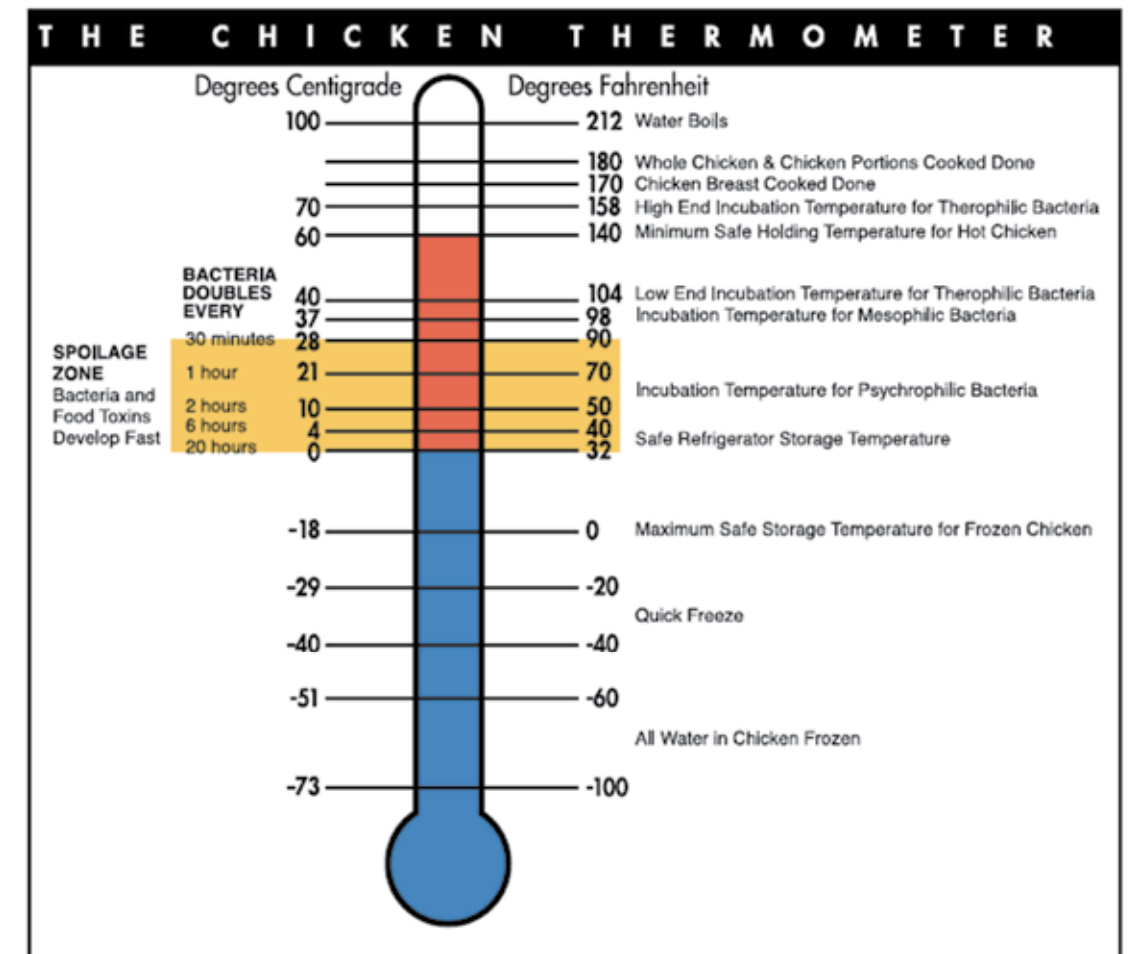 THE CHICKEN THERMOMETER
Degrees Centigrade Degrees Fahrenheit
100 212 Water Boils
180 Whole Chicken & Chicken Portions Cooked Done
170 Chicken Breast Cooked Done
70 158 High End Incubation Temperature for Therophilic Bacteria
60 140 Minimum Safe Holding Temperature for Hot Chicken
BACTERIA
DOUBLES
EVERY
40 104 Low End Incubation Temperature for Therophilic Bacteria
37 98 Incubation Temperature for Mesophilic Bacteria
30 minutes 28 90
SPOILAGE
ZONE
Bacteria and
Food Toxins
Develop Fast
1 hour 21 70
Incubation Temperature for Psychrophilic Bacteria
2 hours 10 50
6 hours 4 40
Safe Refrigerator Storage Temperature
20 hours 0 32
-18 0 Maximum Safe Storage Temperature for Frozen Chicken
-29 -20
Quick Freeze
-40 -40
-51 -60
All Water in Chicken Frozen
-73 -100